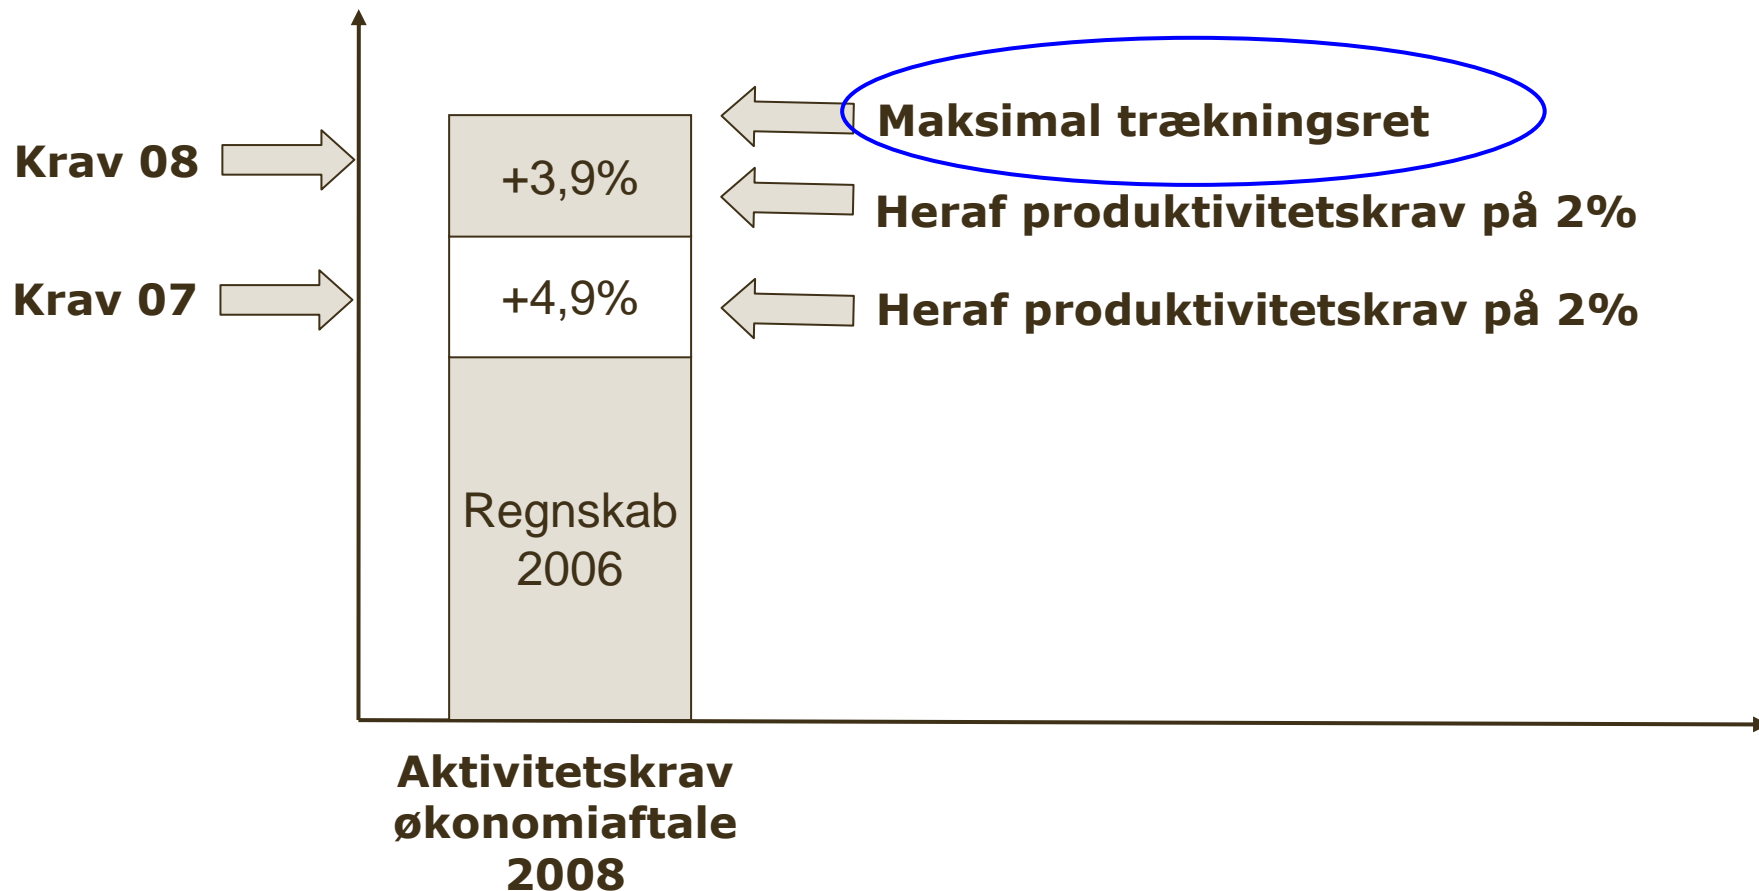 Maksimal trækningsret
Krav 08
+3,9%
Heraf produktivitetskrav på 2%
Krav 07
+4,9%
Heraf produktivitetskrav på 2%
Regnskab
2006
Aktivitetskrav
økonomiaftale
2008